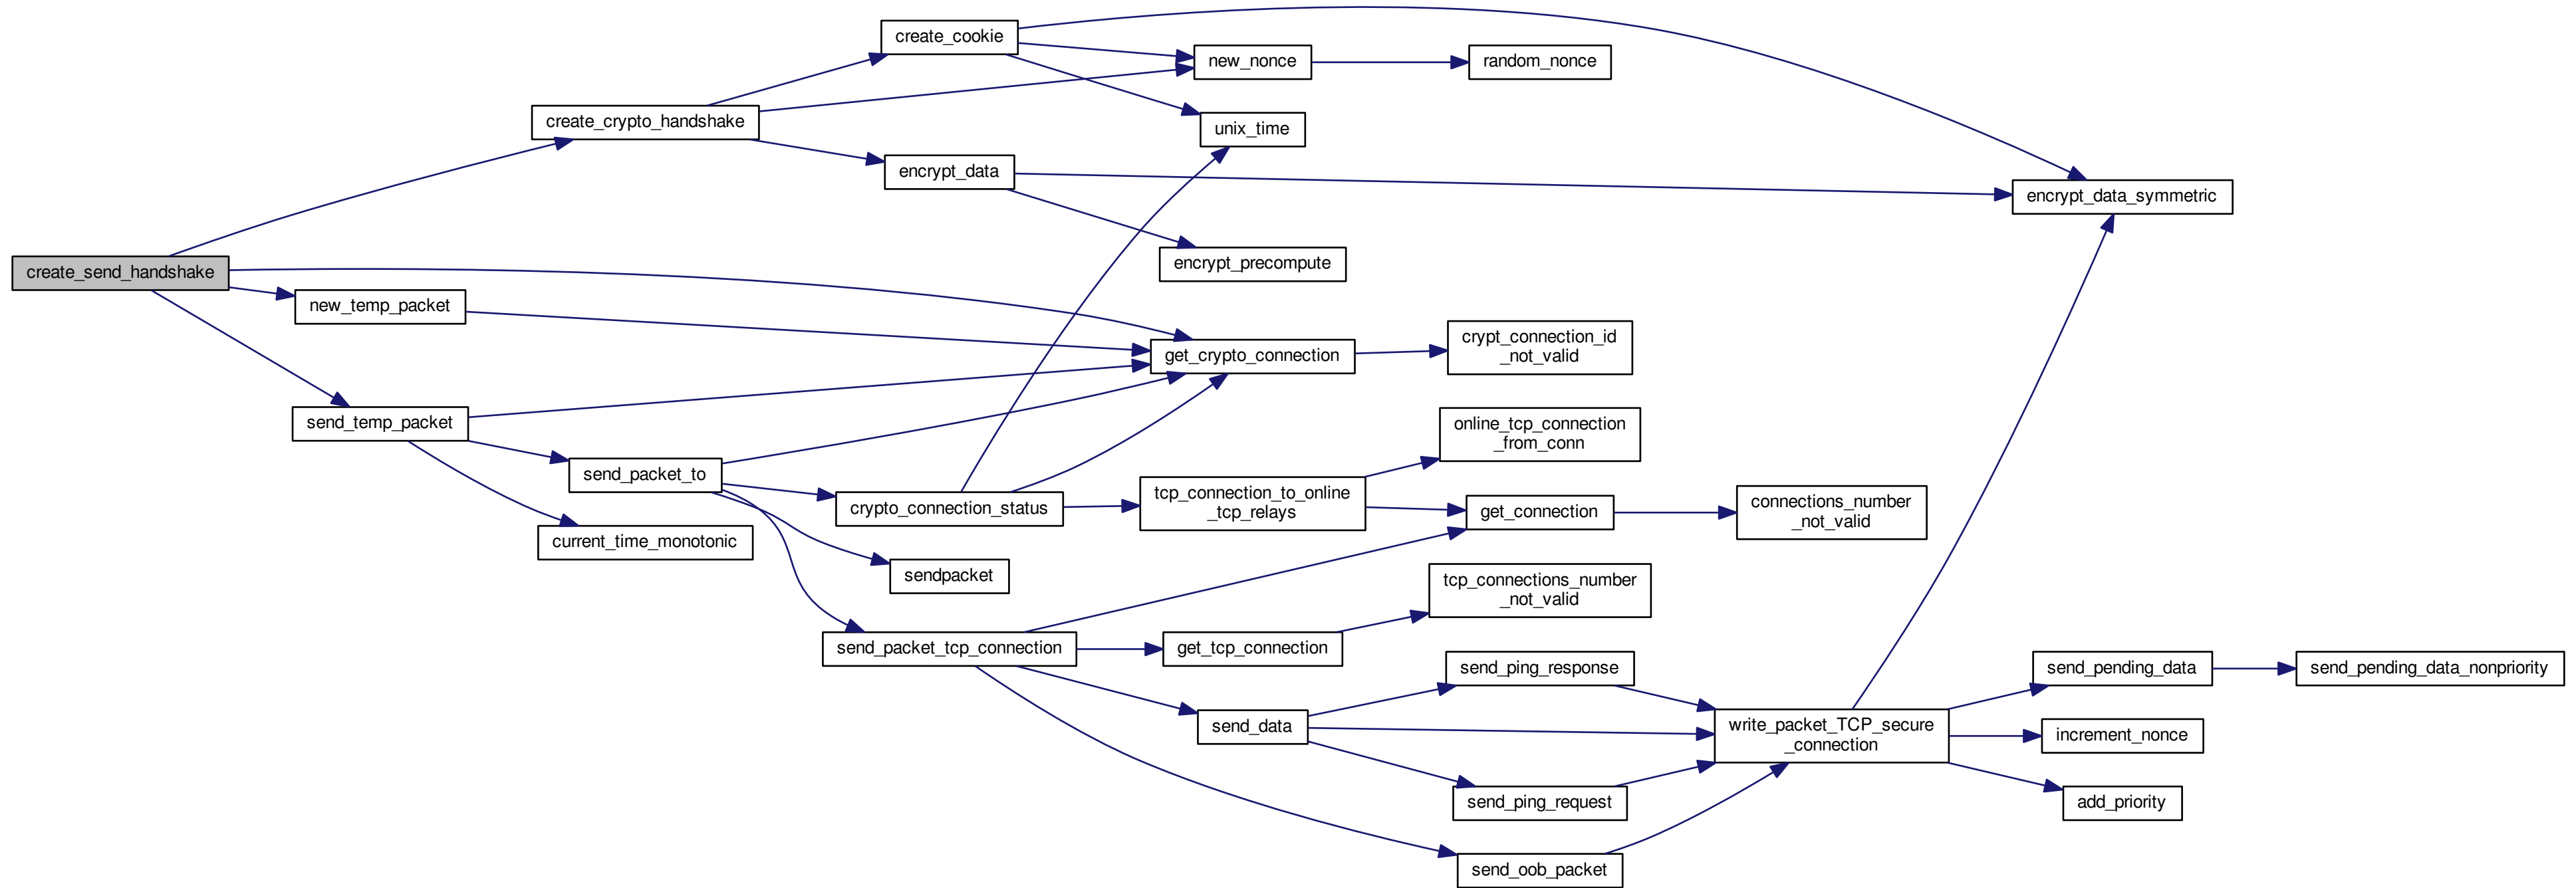 create_send_handshake
create_crypto_handshake
new_temp_packet
send_temp_packet
create_cookie
encrypt_data
send_packet_to
current_time_monotonic
new_nonce
unix_time
encrypt_precompute
get_crypto_connection
crypto_connection_status
sendpacket
send_packet_tcp_connection
random_nonce
encrypt_data_symmetric
crypt_connection_id
_not_valid
online_tcp_connection
_from_conn
tcp_connection_to_online
_tcp_relays
get_connection
connections_number
_not_valid
tcp_connections_number
_not_valid
get_tcp_connection
send_data
send_ping_response
send_ping_request
send_oob_packet
write_packet_TCP_secure
_connection
send_pending_data
send_pending_data_nonpriority
increment_nonce
add_priority